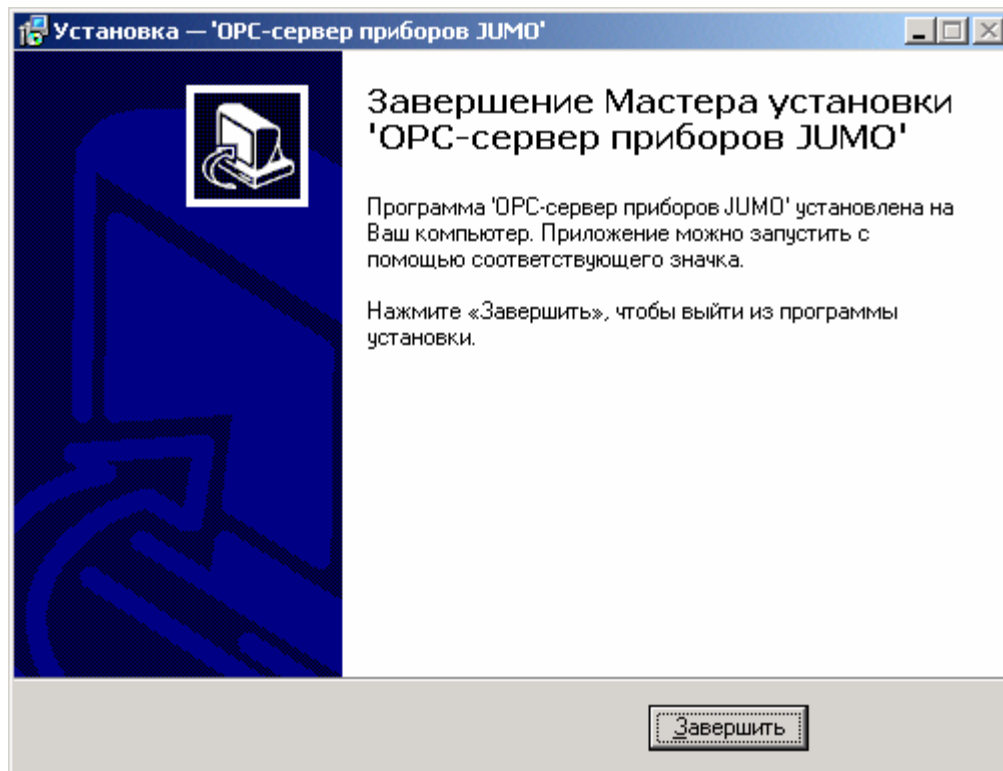 Установка — 'OPC-сервер приборов JUMO'
Завершение Мастера установки
'OPC-сервер приборов JUMO'
Программа 'OPC-сервер приборов JUMO' установлена на
Ваш компьютер. Приложение можно запустить с
помощью соответствующего значка.
Нажмите «Завершить», чтобы выйти из программы
установки.
Завершить